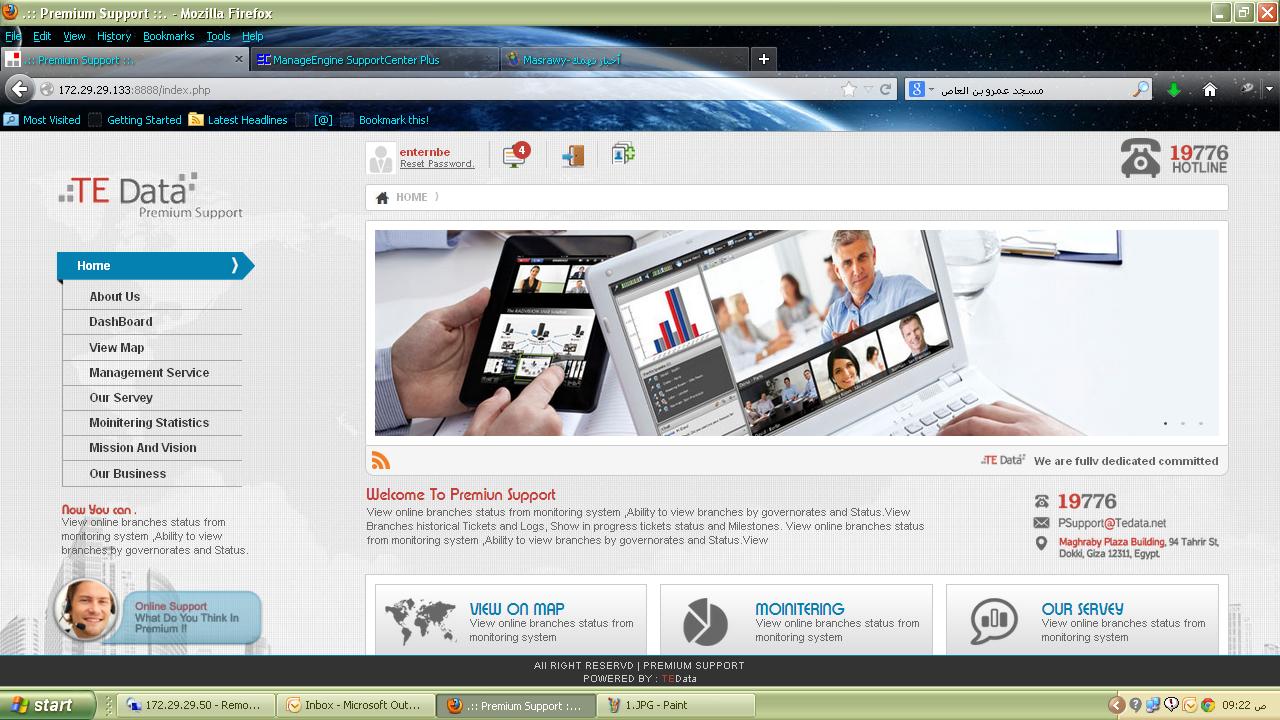 .:: Premium Support ::. - Mozilla Firefox
File Edit View History Bookmarks Tools Help
.:: Premium Support ::.
ManageEngine SupportCenter Plus
172.29.29.133
/index.php
مسجد عمرو بن العاص
Most Visited Getting Started Latest Headlines [@] Bookmark this!
enternbe
Reset Password.
4
19776
HOTLINE
TE Data
Premium Support
HOME
Home
About Us
DashBoard
View Map
Management Service
Our Servey
Moinitering Statistics
Mission And Vision
Our Business
TE Data We are fully dedicated committed
Now You can .
View online branches status from
monitoring system ,Ability to view
branches by governorates and Status.
Welcome To Premiun Support
View online branches status from monitoring system ,Ability to view branches by governorates and Status.View
Branches historical Tickets and Logs, Show in progress tickets status and Milestones. View online branches status
from monitoring system ,Ability to view branches by governorates and Status.View
19776
PSupport@Tedata.net
Maghraby Plaza Building, 94 Tahrir St,
Dokki, Giza 12311, Egypt.
Online Support
What Do You Think In
Premium !!
VIEW ON MAP
View online branches status from
monitoring system
MOINITERING
View online branches status from
monitoring system
OUR SERVEY
View online branches status from
monitoring system
All RIGHT RESERVD | PREMIUM SUPPORT
POWERED BY : TEData
start
172.29.29.50 - Remo...
Inbox - Microsoft Out...
.:: Premium Support :...
1.JPG - Paint
09:22 ص